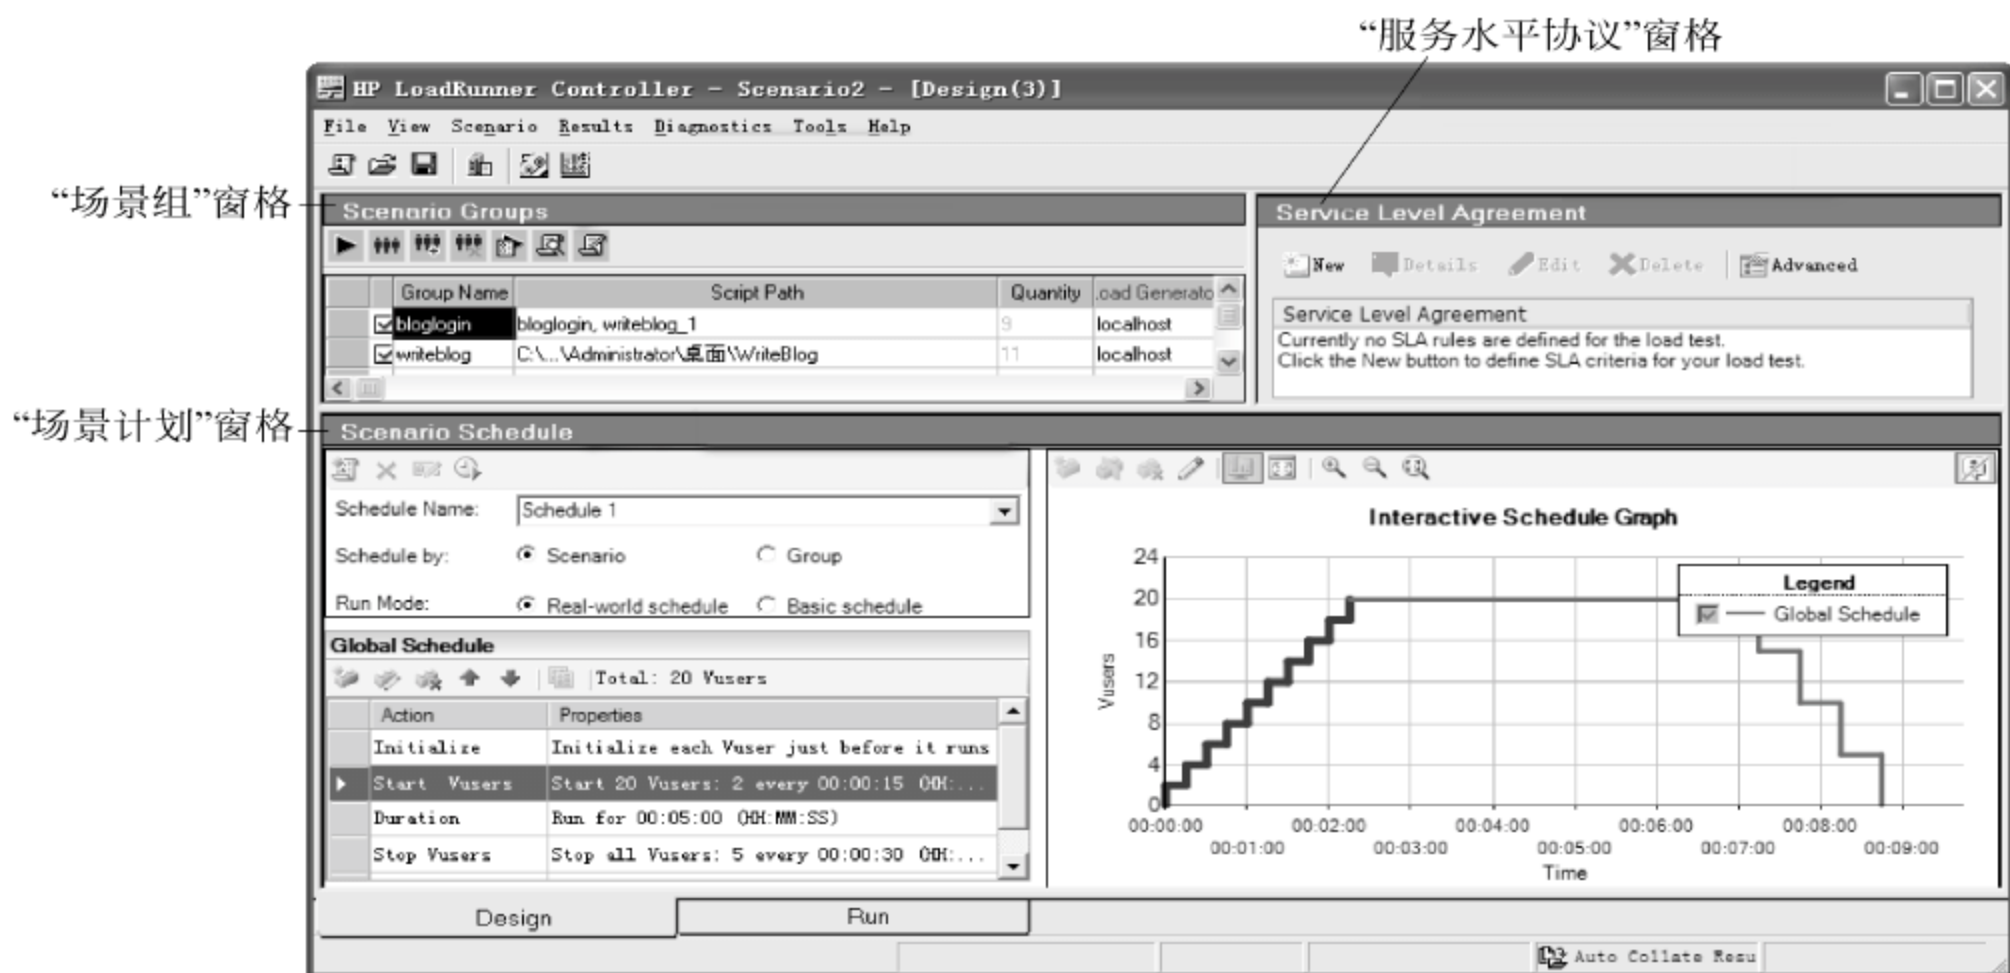 “服务水平协议”窗格
HP LoadRunner Controller - Scenario2 - [Design(3)]
File View Scenario Results Diagnostics Tools Help
“场景组”窗格
Scenario Groups
Service Level Agreement
New Details Edit Delete Advanced
Group Name Script Path Quantity .oad Generato
bloglogin bloglogin, writeblog_1 9 localhost
writeblog C:\...\Administrator\桌面\WriteBlog 11 localhost
Service Level Agreement
Currently no SLA rules are defined for the load test.
Click the New button to define SLA criteria for your load test.
“场景计划”窗格
Scenario Schedule
Schedule Name: Schedule 1
Schedule by: Scenario Group
Run Mode: Real-world schedule Basic schedule
Global Schedule
Total: 20 Vusers
Action Properties
Initialize Initialize each Vuser just before it runs
Start Vusers Start 20 Vusers: 2 every 00:00:15 (HH:...
Duration Run for 00:05:00 (HH:MM:SS)
Stop Vusers Stop all Vusers: 5 every 00:00:30 (HH:...
Interactive Schedule Graph
Legend
Global Schedule
Vusers
24
20
16
12
8
4
0
00:00:00 00:02:00 00:04:00 00:06:00 00:08:00
00:01:00 00:03:00 00:05:00 00:07:00 00:09:00
Time
Design Run
Auto Collate Resu